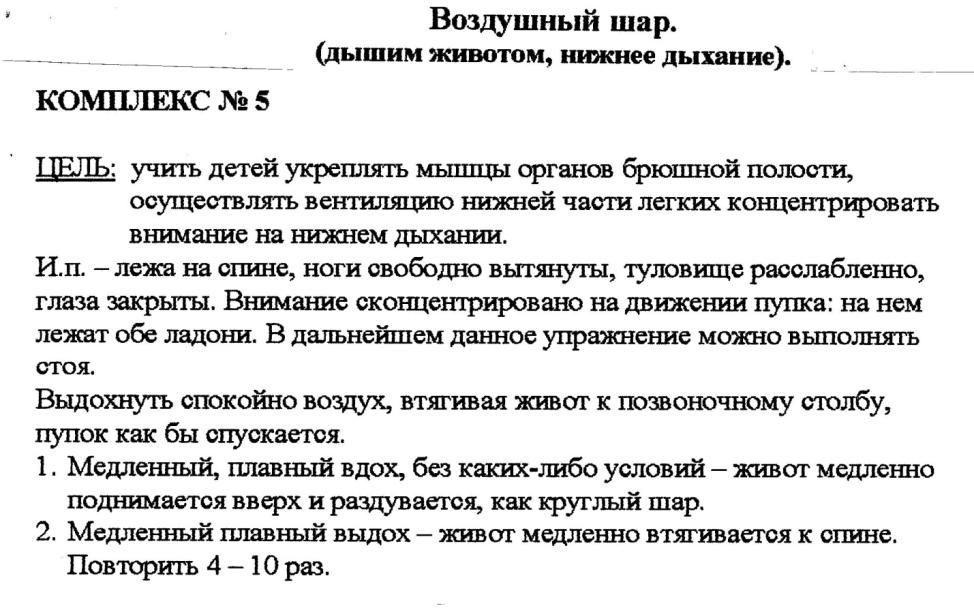 Воздушный шар.
(дышим животом, нижнее дыхание).
КОМПЛЕКС № 5
ЦЕЛЬ: учить детей укреплять мышцы органов брюшной полости,
осуществлять вентиляцию нижней части легких концентрировать
внимание на нижнем дыхании.
И.п. – лежа на спине, ноги свободно вытянуты, туловище расслабленно,
глаза закрыты. Внимание сконцентрировано на движении пупка: на нем
лежат обе ладони. В дальнейшем данное упражнение можно выполнять
стоя.
Выдохнуть спокойно воздух, втягивая живот к позвоночному столбу,
пупок как бы спускается.
1. Медленный, плавный вдох, без каких-либо условий – живот медленно
поднимается вверх и раздувается, как круглый шар.
2. Медленный плавный выдох – живот медленно втягивается к спине.
Повторить 4 – 10 раз.